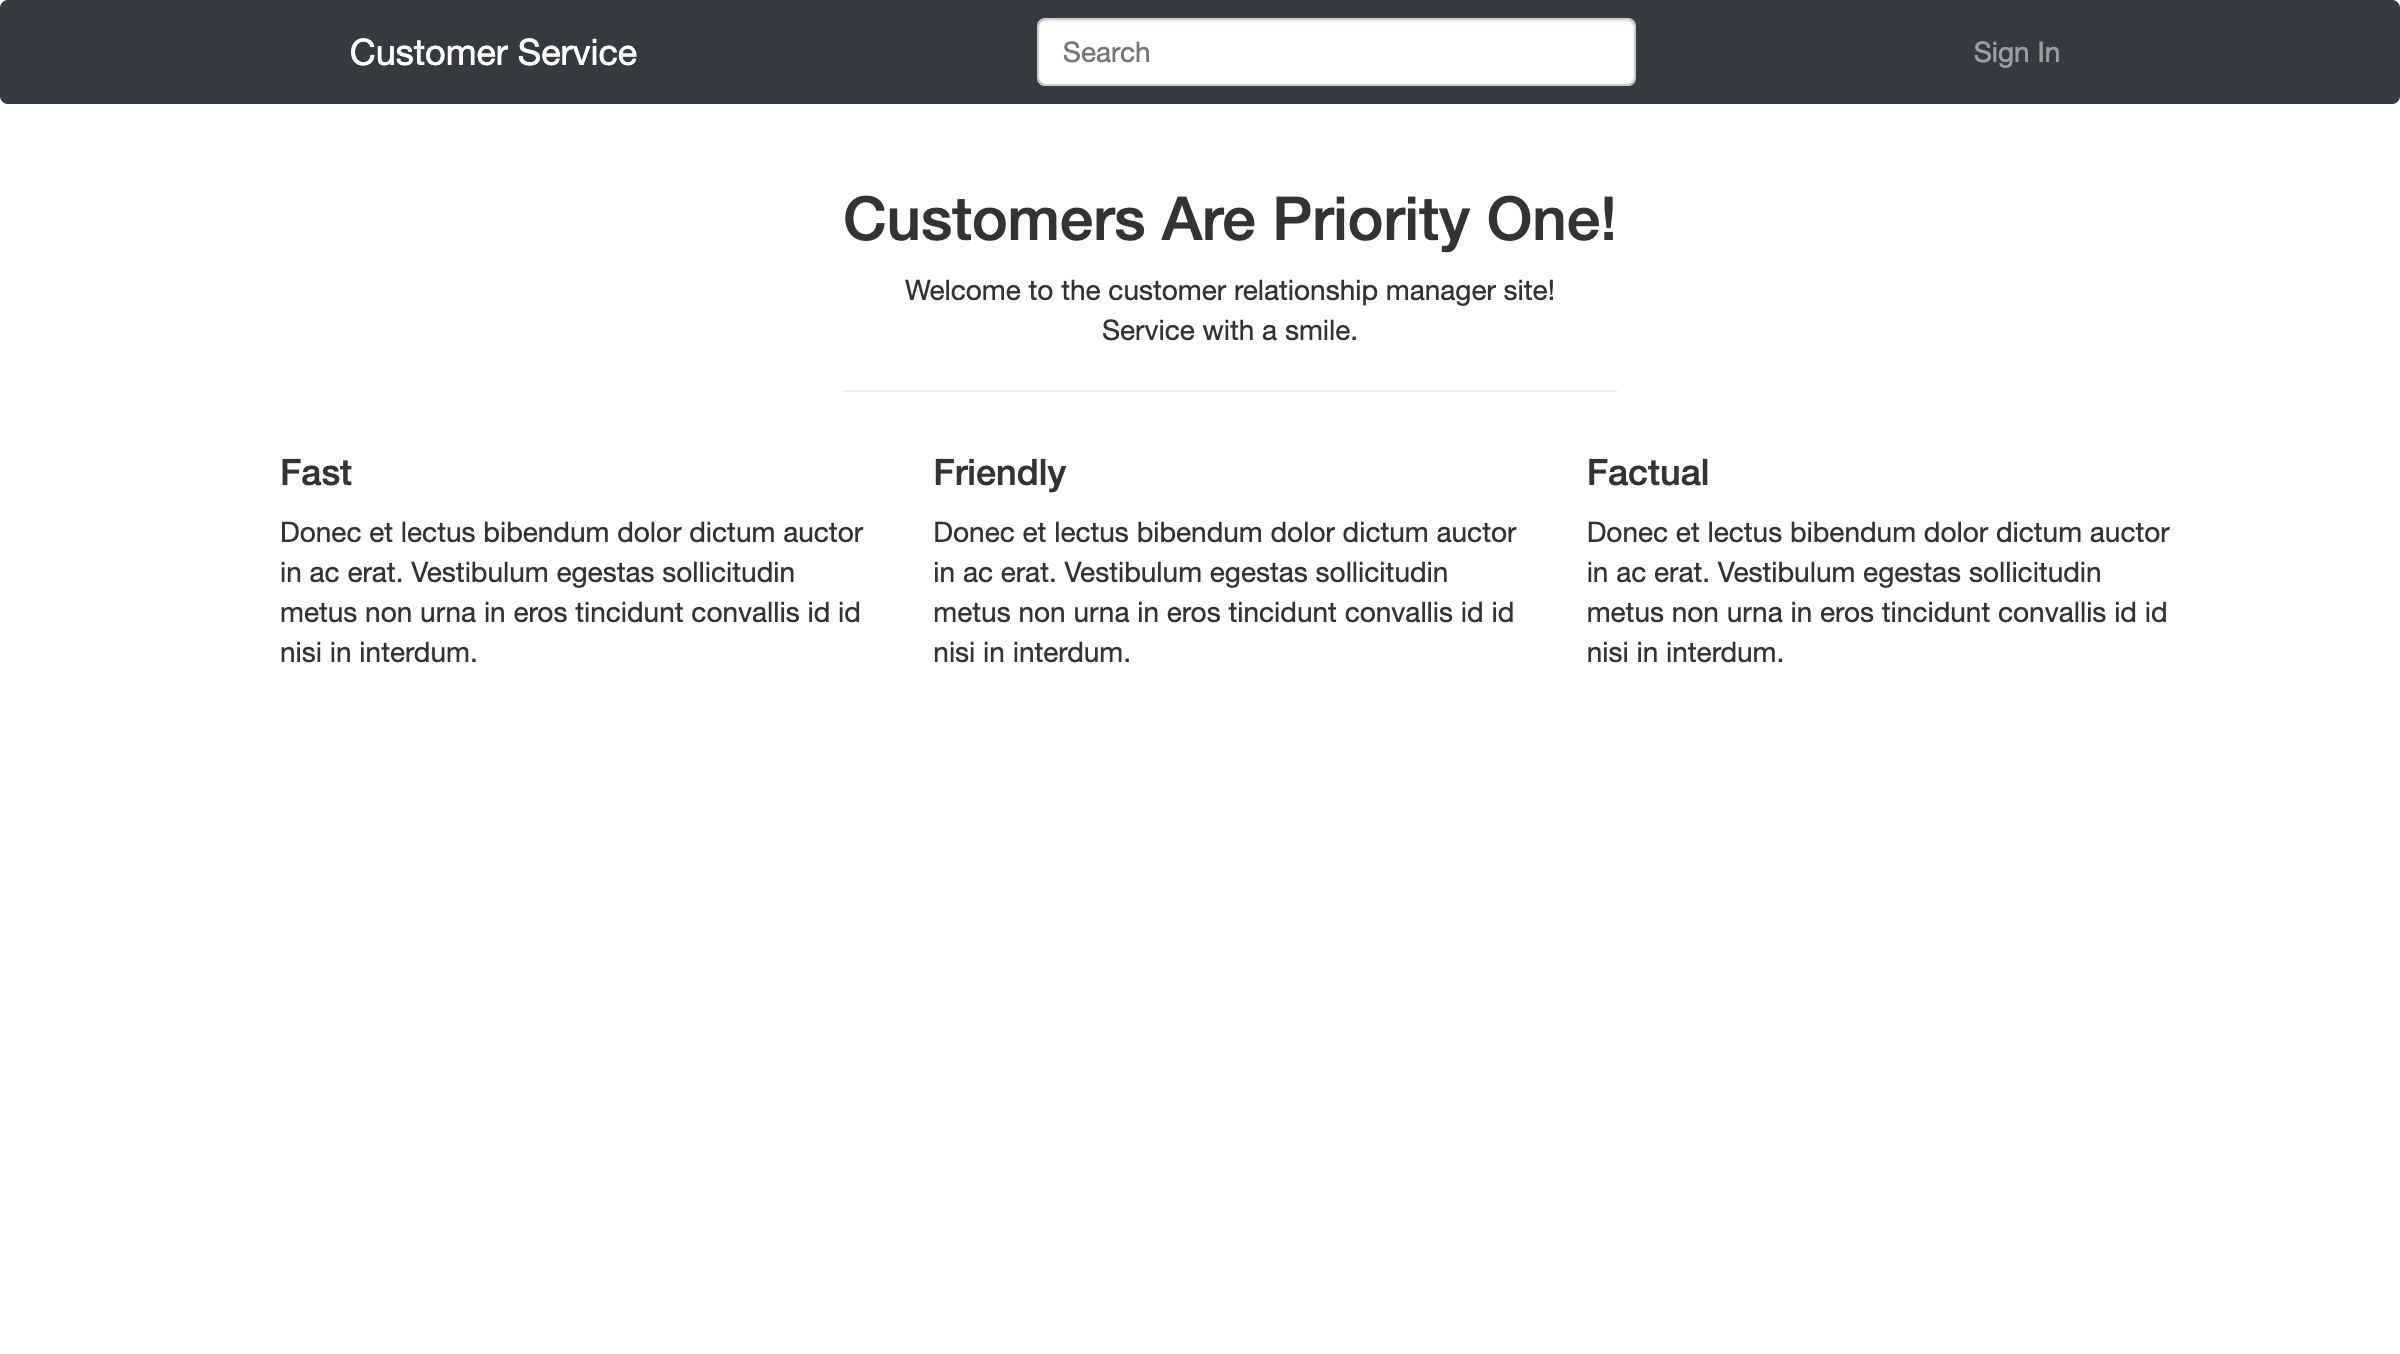 Customer Service
Search
Sign In
Customers Are Priority One!
Welcome to the customer relationship manager site!
Service with a smile.
Fast
Donec et lectus bibendum dolor dictum auctor
in ac erat. Vestibulum egestas sollicitudin
metus non urna in eros tincidunt convallis id id
nisi in interdum.
Friendly
Donec et lectus bibendum dolor dictum auctor
in ac erat. Vestibulum egestas sollicitudin
metus non urna in eros tincidunt convallis id id
nisi in interdum.
Factual
Donec et lectus bibendum dolor dictum auctor
in ac erat. Vestibulum egestas sollicitudin
metus non urna in eros tincidunt convallis id id
nisi in interdum.